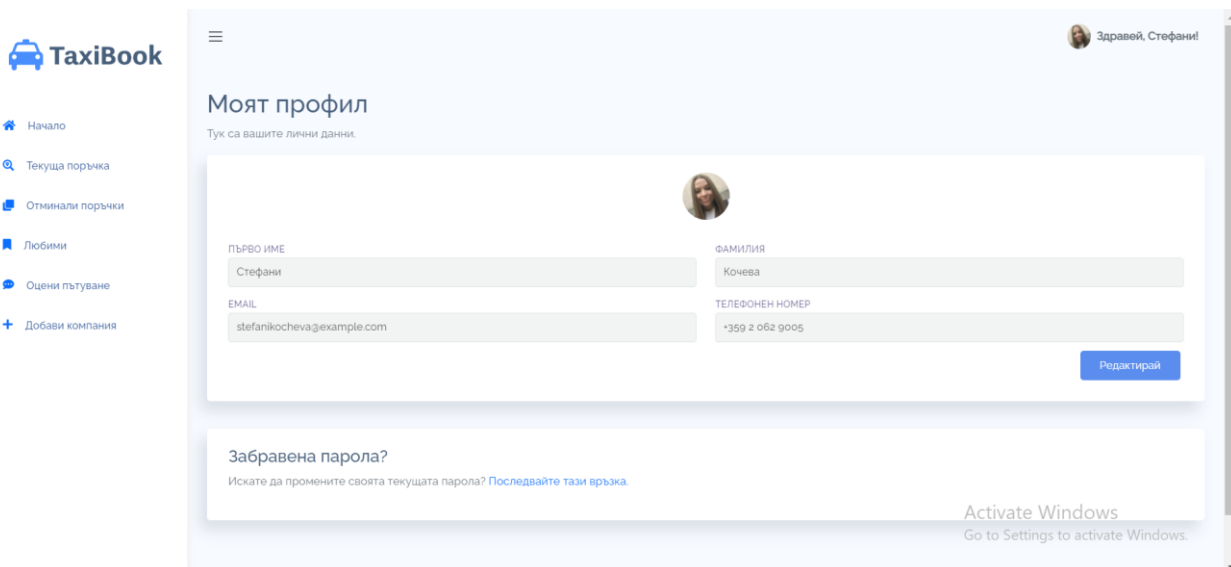 TaxiBook
Здравей, Стефани!
Начало
Текуща поръчка
Отминали поръчки
Любими
Оцени пътуване
Добави компания
Моят профил
Тук са вашите лични данни.
ПЪРВО ИМЕ
ФАМИЛИЯ
Стефани
Кочева
EMAIL
ТЕЛЕФОНЕН НОМЕР
stefanikocheva@example.com
+359 2 062 9005
Редактирай
Забравена парола?
Искате да промените своята текущата парола? Последвайте тази връзка.
Activate Windows
Go to Settings to activate Windows.